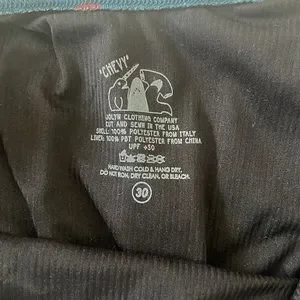 "CHEVY"
JOLYN CLOTHING COMPANY
CUT AND SEWN IN THE USA
SHELL: 100% POLYESTER FROM ITALY
LINER: 100% PBT POLYESTER FROM CHINA
UPF +30
HAND WASH COLD & HANG DRY.
DO NOT IRON, DRY CLEAN, OR BLEACH.
30